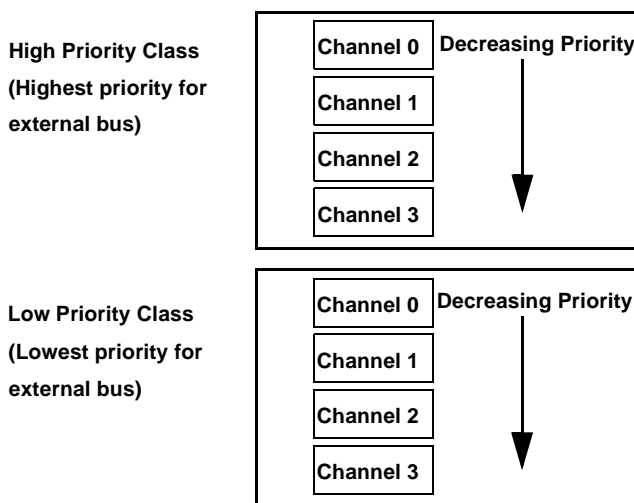 High Priority Class
(Highest priority for
external bus)
Channel 0
Decreasing Priority
Channel 1
Channel 2
Channel 3
Low Priority Class
(Lowest priority for
external bus)
Channel 0
Decreasing Priority
Channel 1
Channel 2
Channel 3